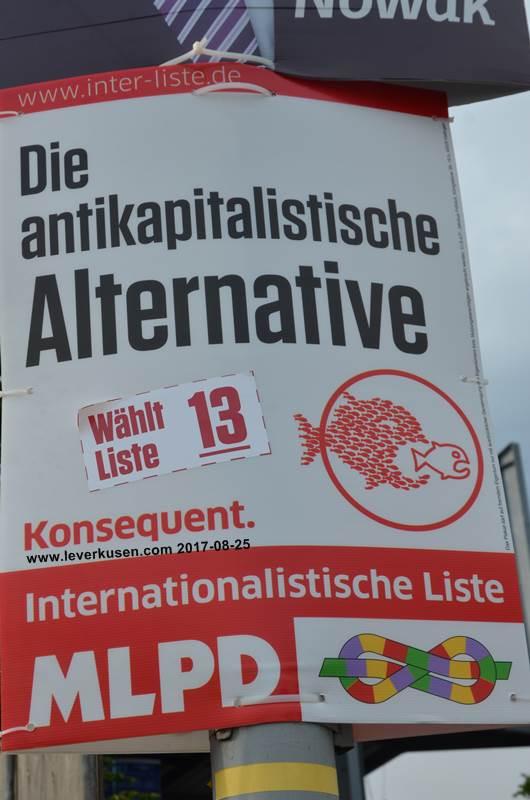 Nowak
www.inter-liste.de
Die
antikapitalistische
Alternative
Wählt
Liste
13
Konsequent.
www.leverkusen.com 2017-08-25
Internationalistische Liste
MLPD